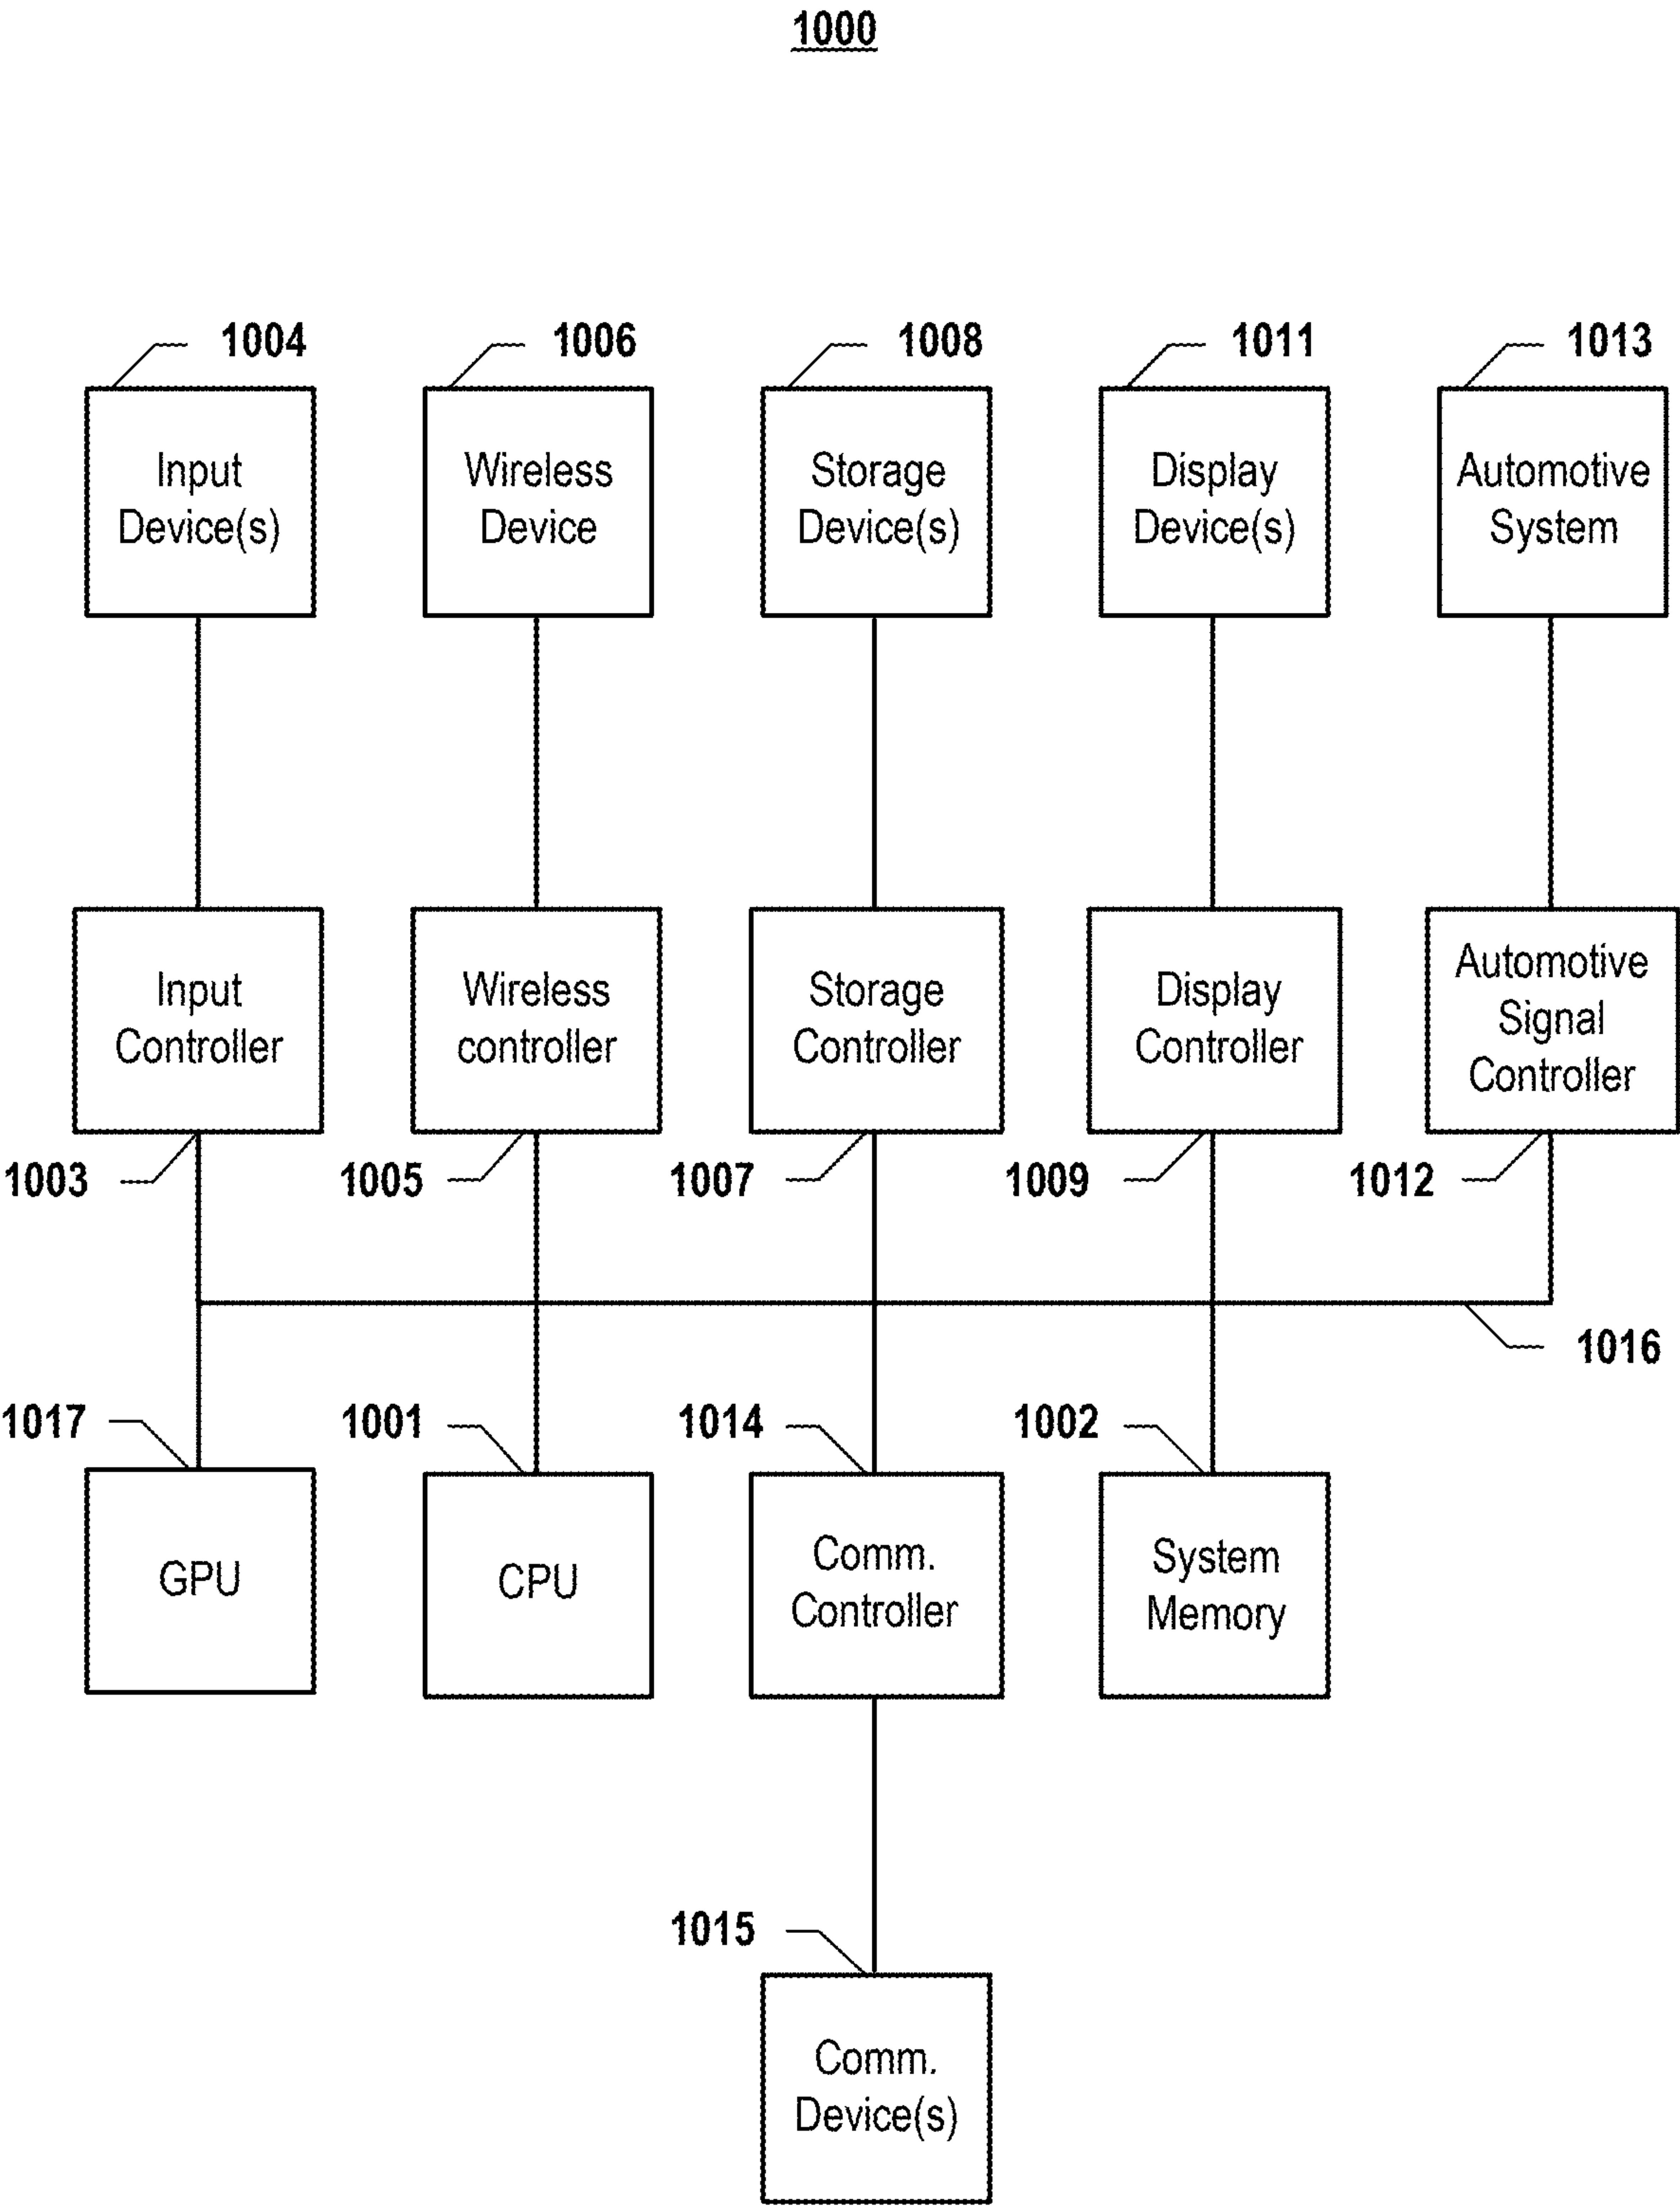 1000
1004 1006 1008 1011 1013
Input Wireless Storage Display Automotive
Device(s) Device Device(s) Device(s) System
Input Wireless Storage Display Automotive
Controller controller Controller Controller Signal
Controller
1003 1005 1007 1009 1012
1016
1017 1001 1014 1002
GPU CPU Comm. System
Controller Memory
1015
Comm.
Device(s)